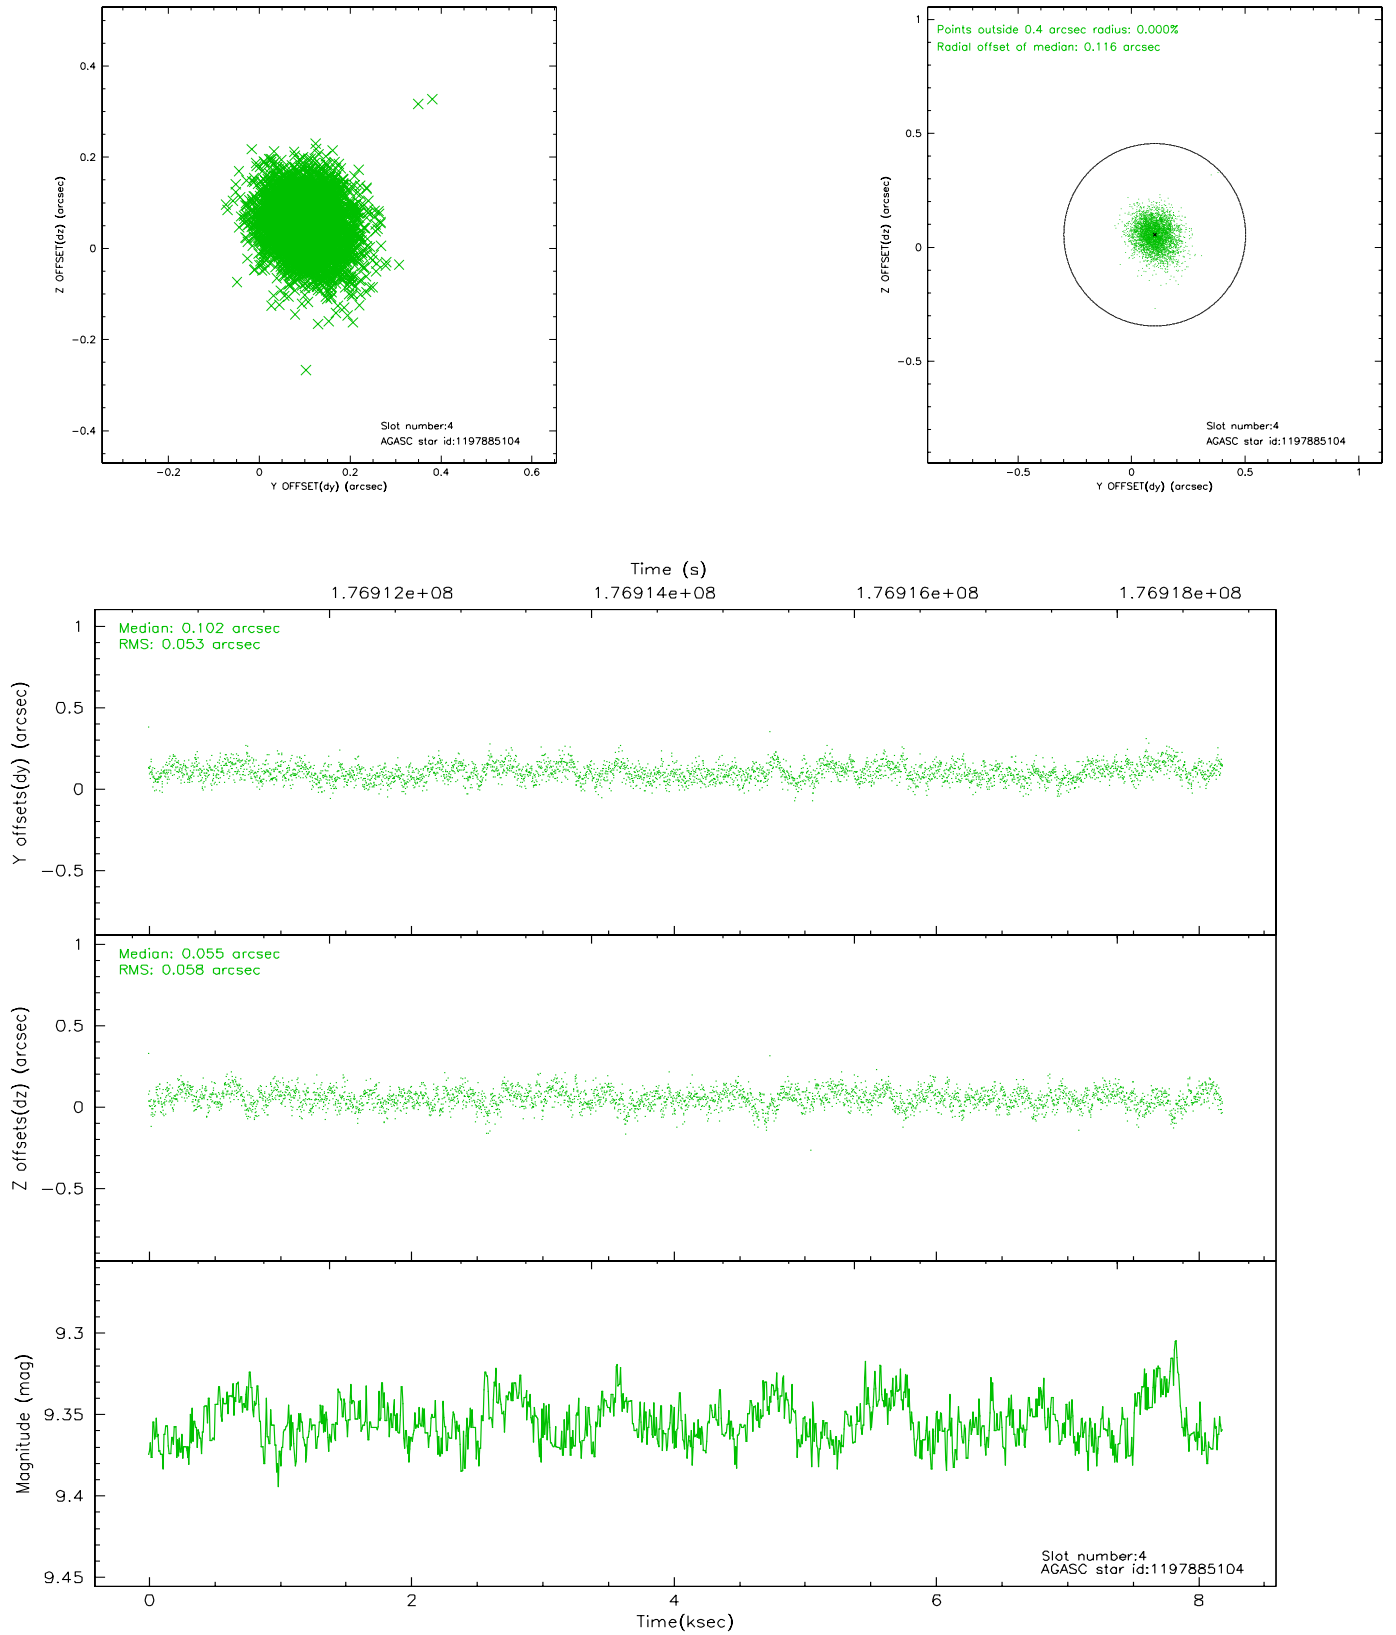 0.4
0.2
0
−0.2
−0.4
Z OFFSET(dz) (arcsec)
Slot number:4
AGASC star id:1197885104
−0.2 0 0.2 0.4 0.6
Y OFFSET(dy) (arcsec)
1
0.5
0
−0.5
Z OFFSET(dz) (arcsec)
Points outside 0.4 arcsec radius: 0.000%
Radial offset of median: 0.116 arcsec
Slot number:4
AGASC star id:1197885104
−0.5 0 0.5 1
Y OFFSET(dy) (arcsec)
Time (s)
1.76912e+08 1.76914e+08 1.76916e+08 1.76918e+08
Median: 0.102 arcsec
RMS: 0.053 arcsec
1
0.5
0
−0.5
Y offsets(dy) (arcsec)
Median: 0.055 arcsec
RMS: 0.058 arcsec
1
0.5
0
−0.5
Z offsets(dz) (arcsec)
9.3
9.35
9.4
9.45
Magnitude (mag)
Slot number:4
AGASC star id:1197885104
0 2 4 6 8
Time(ksec)